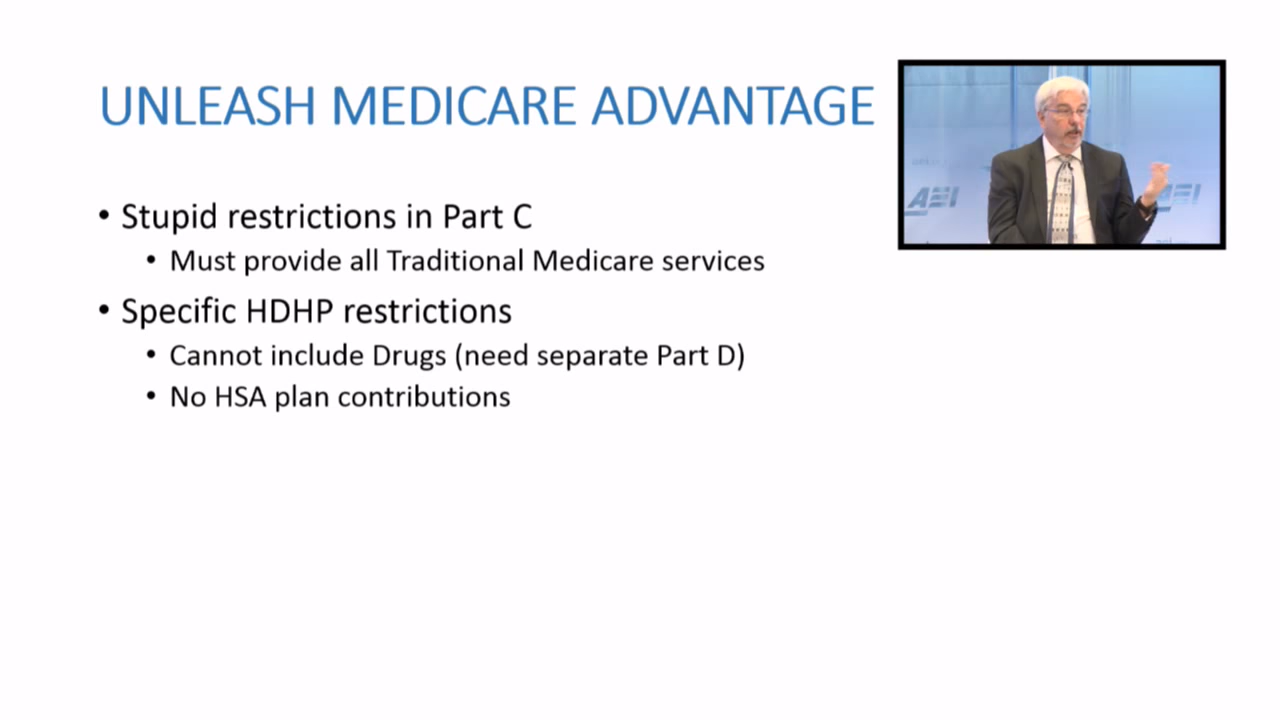 UNLEASH MEDICARE ADVANTAGE
• Stupid restrictions in Part C
• Must provide all Traditional Medicare services
• Specific HDHP restrictions
• Cannot include Drugs (need separate Part D)
• No HSA plan contributions
AEI
AEI